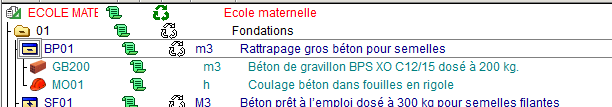 ECOLE MATE Ecole maternelle
01 Fondations
BP01 m3 Rattrapage gros béton pour semelles
GB200 m3 Béton de gravillon BPS XO C12/15 dosé à 200 kg.
MO01 h Coulage béton dans fouilles en rigole
SF01 M3 Béton prêt à l'emploi dosé à 300 kg pour semelles filantes